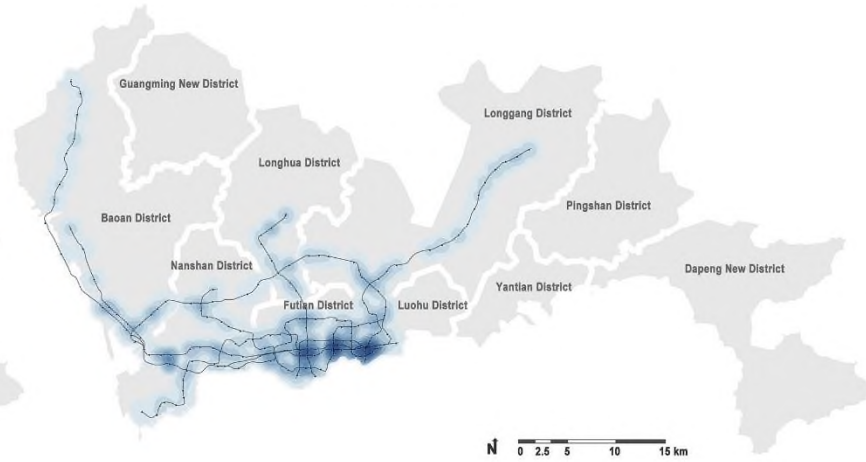 Guangming New District
Longgang District
Longhua District
Pingshan District
Baoan District
Nanshan District
Dapeng New District
Yantian District
Futian District
Luohu District
N
0 2.5 5 10 15 km